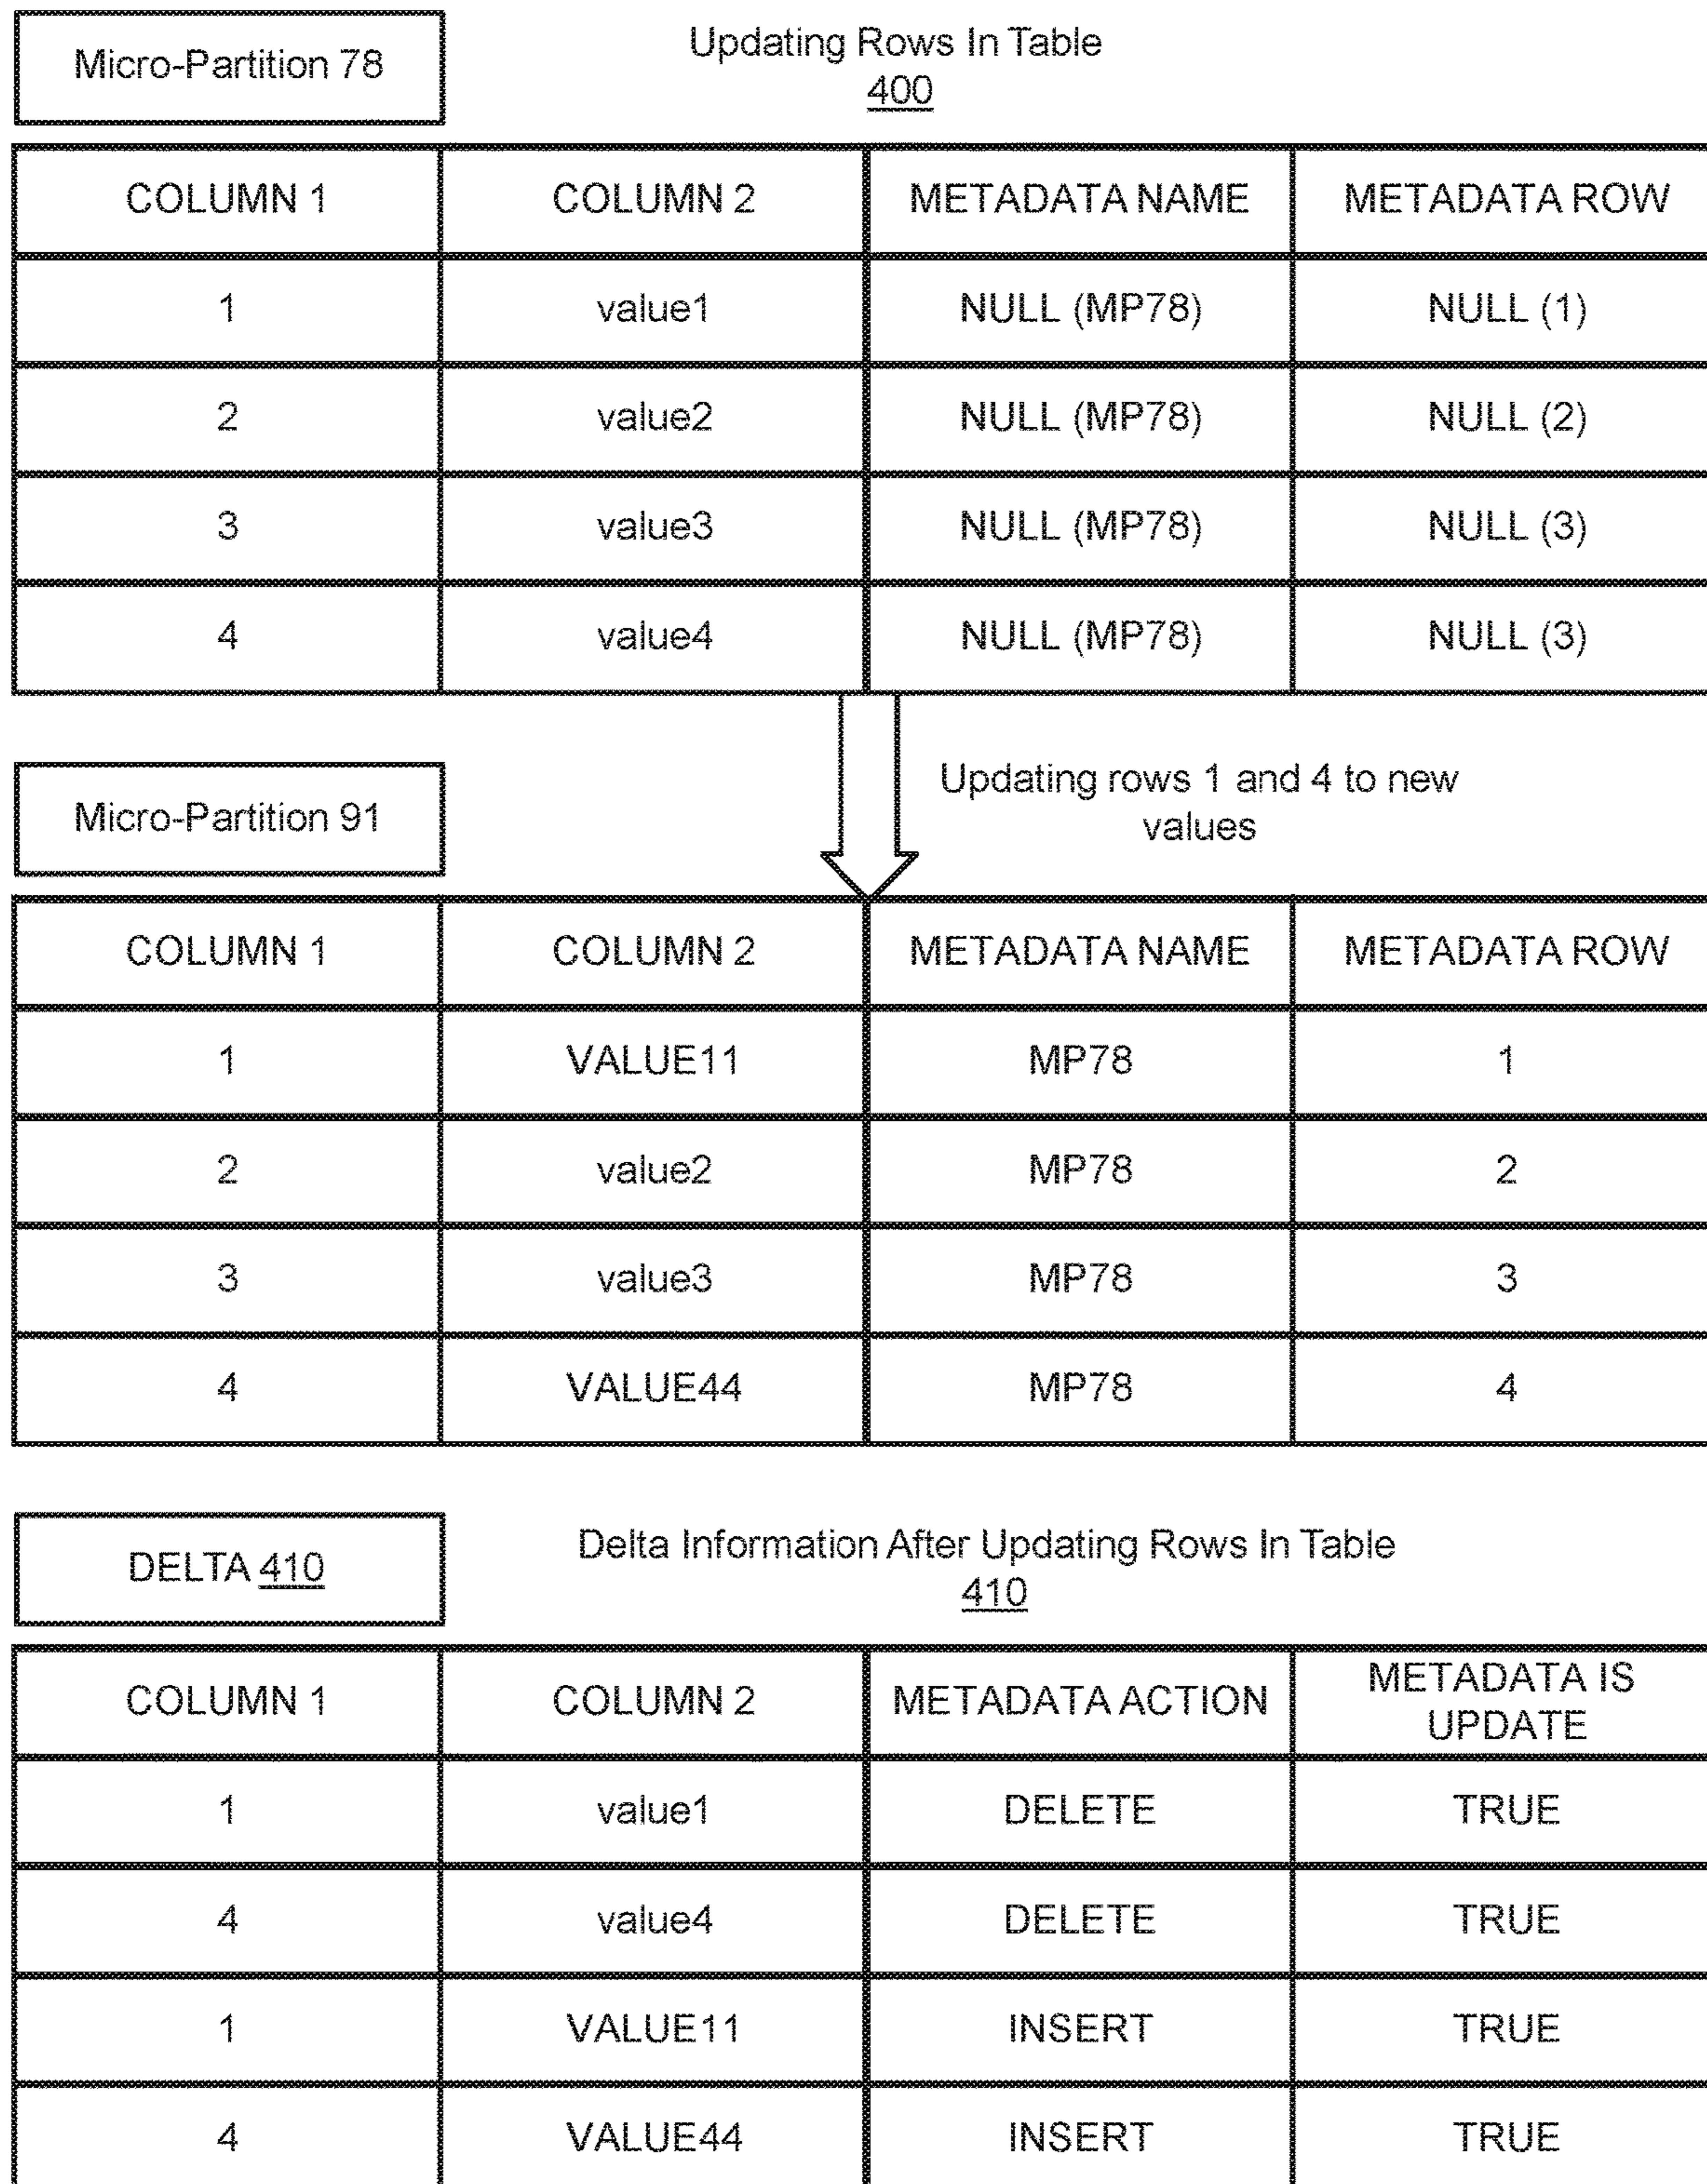 Micro-Partition 78
Updating Rows In Table
400
COLUMN 1 COLUMN 2 METADATA NAME METADATA ROW
1 value1 NULL (MP78) NULL (1)
2 value2 NULL (MP78) NULL (2)
3 value3 NULL (MP78) NULL (3)
4 value4 NULL (MP78) NULL (3)
Updating rows 1 and 4 to new
values
Micro-Partition 91
COLUMN 1 COLUMN 2 METADATA NAME METADATA ROW
1 VALUE11 MP78 1
2 value2 MP78 2
3 value3 MP78 3
4 VALUE44 MP78 4
DELTA 410
Delta Information After Updating Rows In Table
410
COLUMN 1 COLUMN 2 METADATA ACTION METADATA IS
UPDATE
1 value1 DELETE TRUE
4 value4 DELETE TRUE
1 VALUE11 INSERT TRUE
4 VALUE44 INSERT TRUE